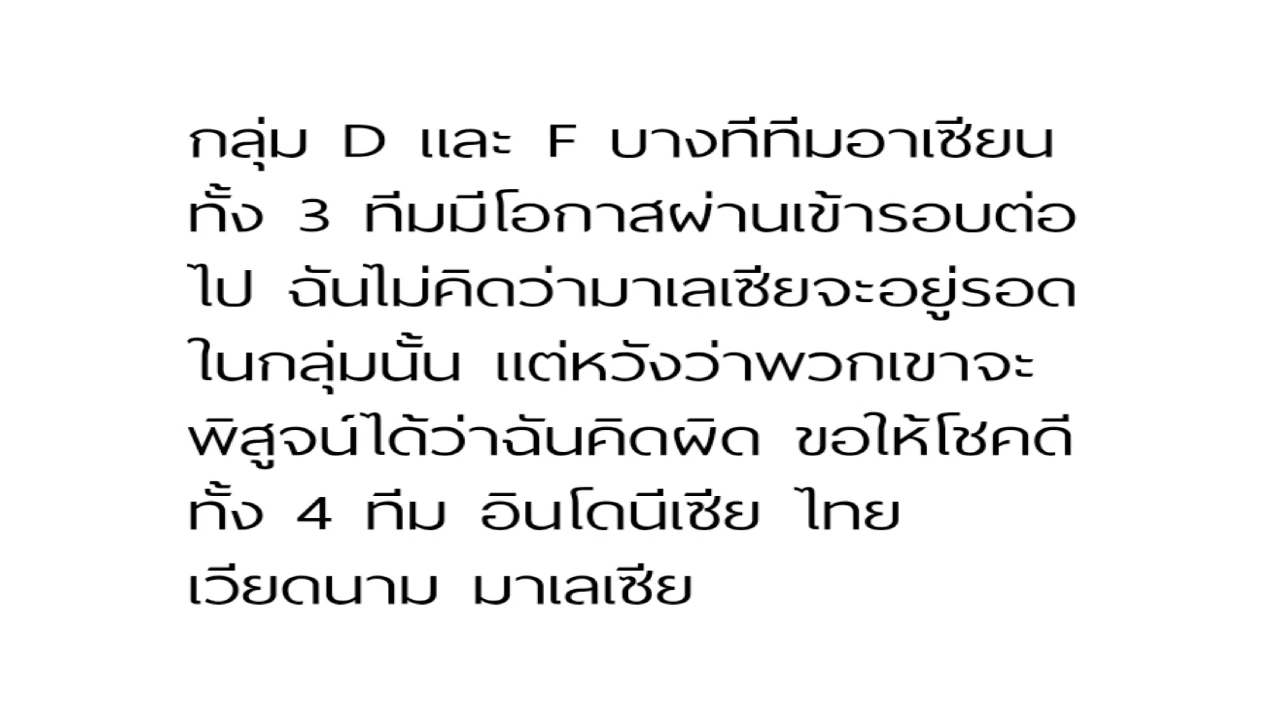 กลุ่ม D และ F บางทีทีมอาเซียน
ทั้ง 3 ทีมมีโอกาสผ่านเข้ารอบต่อ
ไป ฉันไม่คิดว่ามาเลเซียจะอยู่รอด
ในกลุ่มนั้น แต่หวังว่าพวกเขาจะ
พิสูจน์ได้ว่าฉันคิดผิด ขอให้โชคดี
ทั้ง 4 ทีม อินโดนีเซีย ไทย
เวียดนาม มาเลเซีย